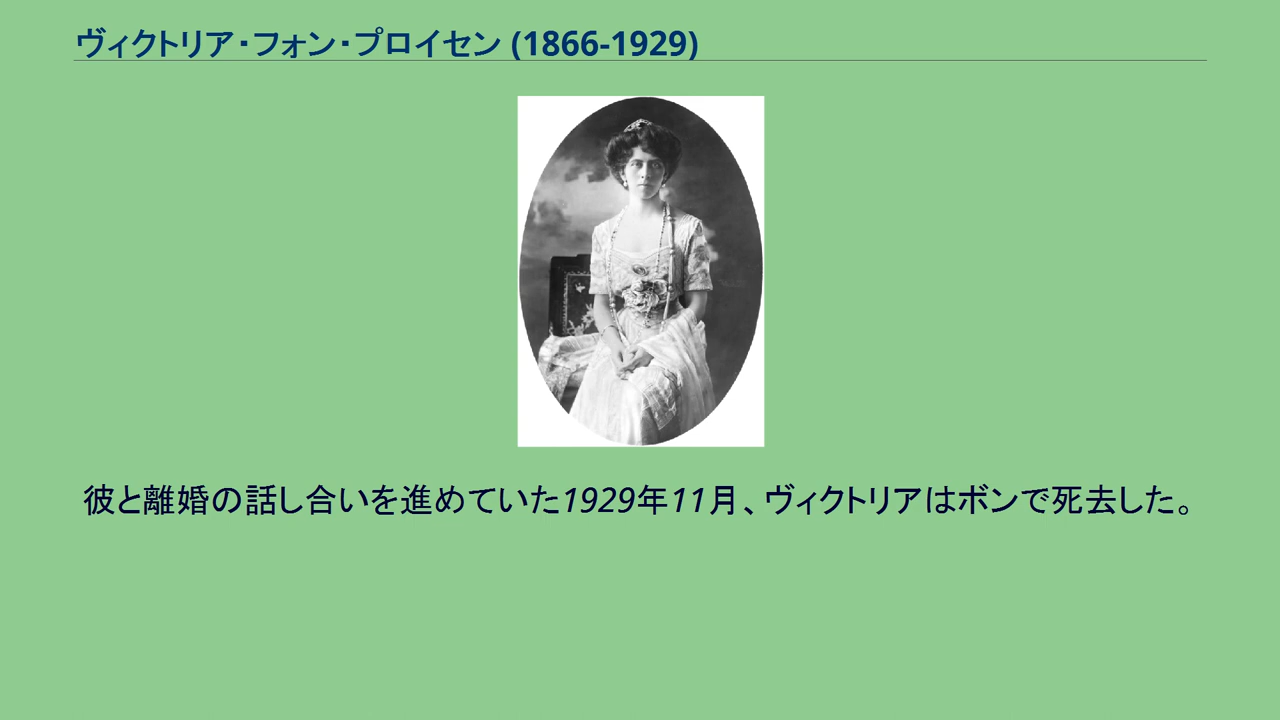 ヴィクトリア・フォン・プロイセン (1866-1929)
彼と離婚の話し合いを進めていた1929年11月、ヴィクトリアはボンで死去した。